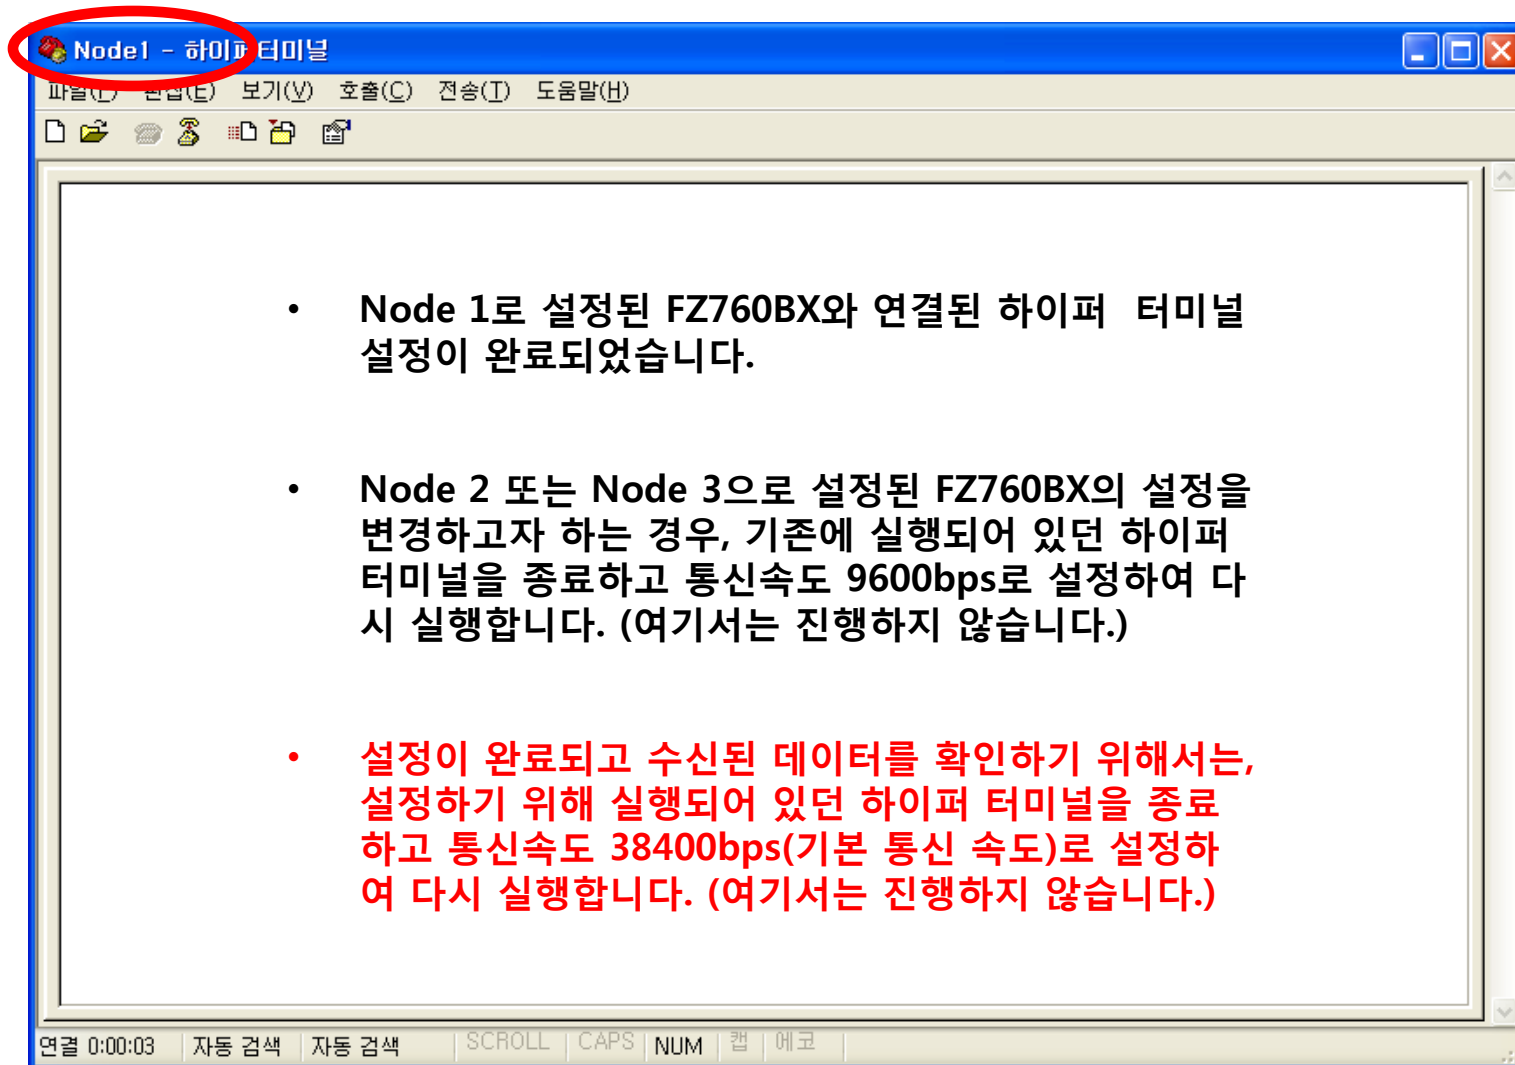 Node1 - 하이퍼터미널
파일(F) 편집(E) 보기(V) 호출(C) 전송(T) 도움말(H)
• Node 1로 설정된 FZ760BX와 연결된 하이퍼 터미널
설정이 완료되었습니다.
• Node 2 또는 Node 3으로 설정된 FZ760BX의 설정을
변경하고자 하는 경우, 기존에 실행되어 있던 하이퍼
터미널을 종료하고 통신속도 9600bps로 설정하여 다
시 실행합니다. (여기서는 진행하지 않습니다.)
• 설정이 완료되고 수신된 데이터를 확인하기 위해서는,
설정하기 위해 실행되어 있던 하이퍼 터미널을 종료
하고 통신속도 38400bps(기본 통신 속도)로 설정하
여 다시 실행합니다. (여기서는 진행하지 않습니다.)
연결 0:00:03 자동 검색 자동 검색 SCROLL CAPS NUM 캡 에코